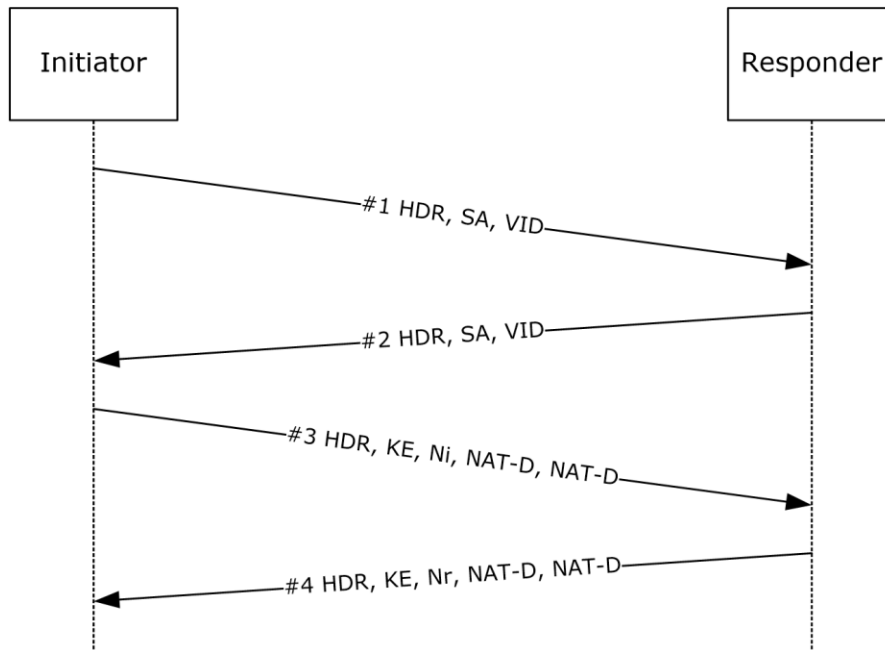 Initiator
Responder
#1 HDR, SA, VID
#2 HDR, SA, VID
#3 HDR, KE, Ni, NAT-D, NAT-D
#4 HDR, KE, Nr, NAT-D, NAT-D